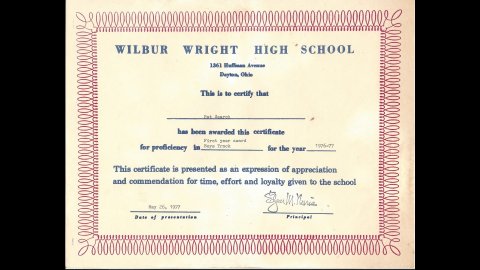 WILBUR WRIGHT HIGH SCHOOL
1361 Huffman Avenue
Dayton, Ohio
This is to certify that
Pat Search
has been awarded this certificate
First year award
for proficiency in Boys Track for the year 1976-77
This certificate is presented as an expression of appreciation
and commendation for time, effort and loyalty given to the school
May 26, 1977
Date of presentation
Principal